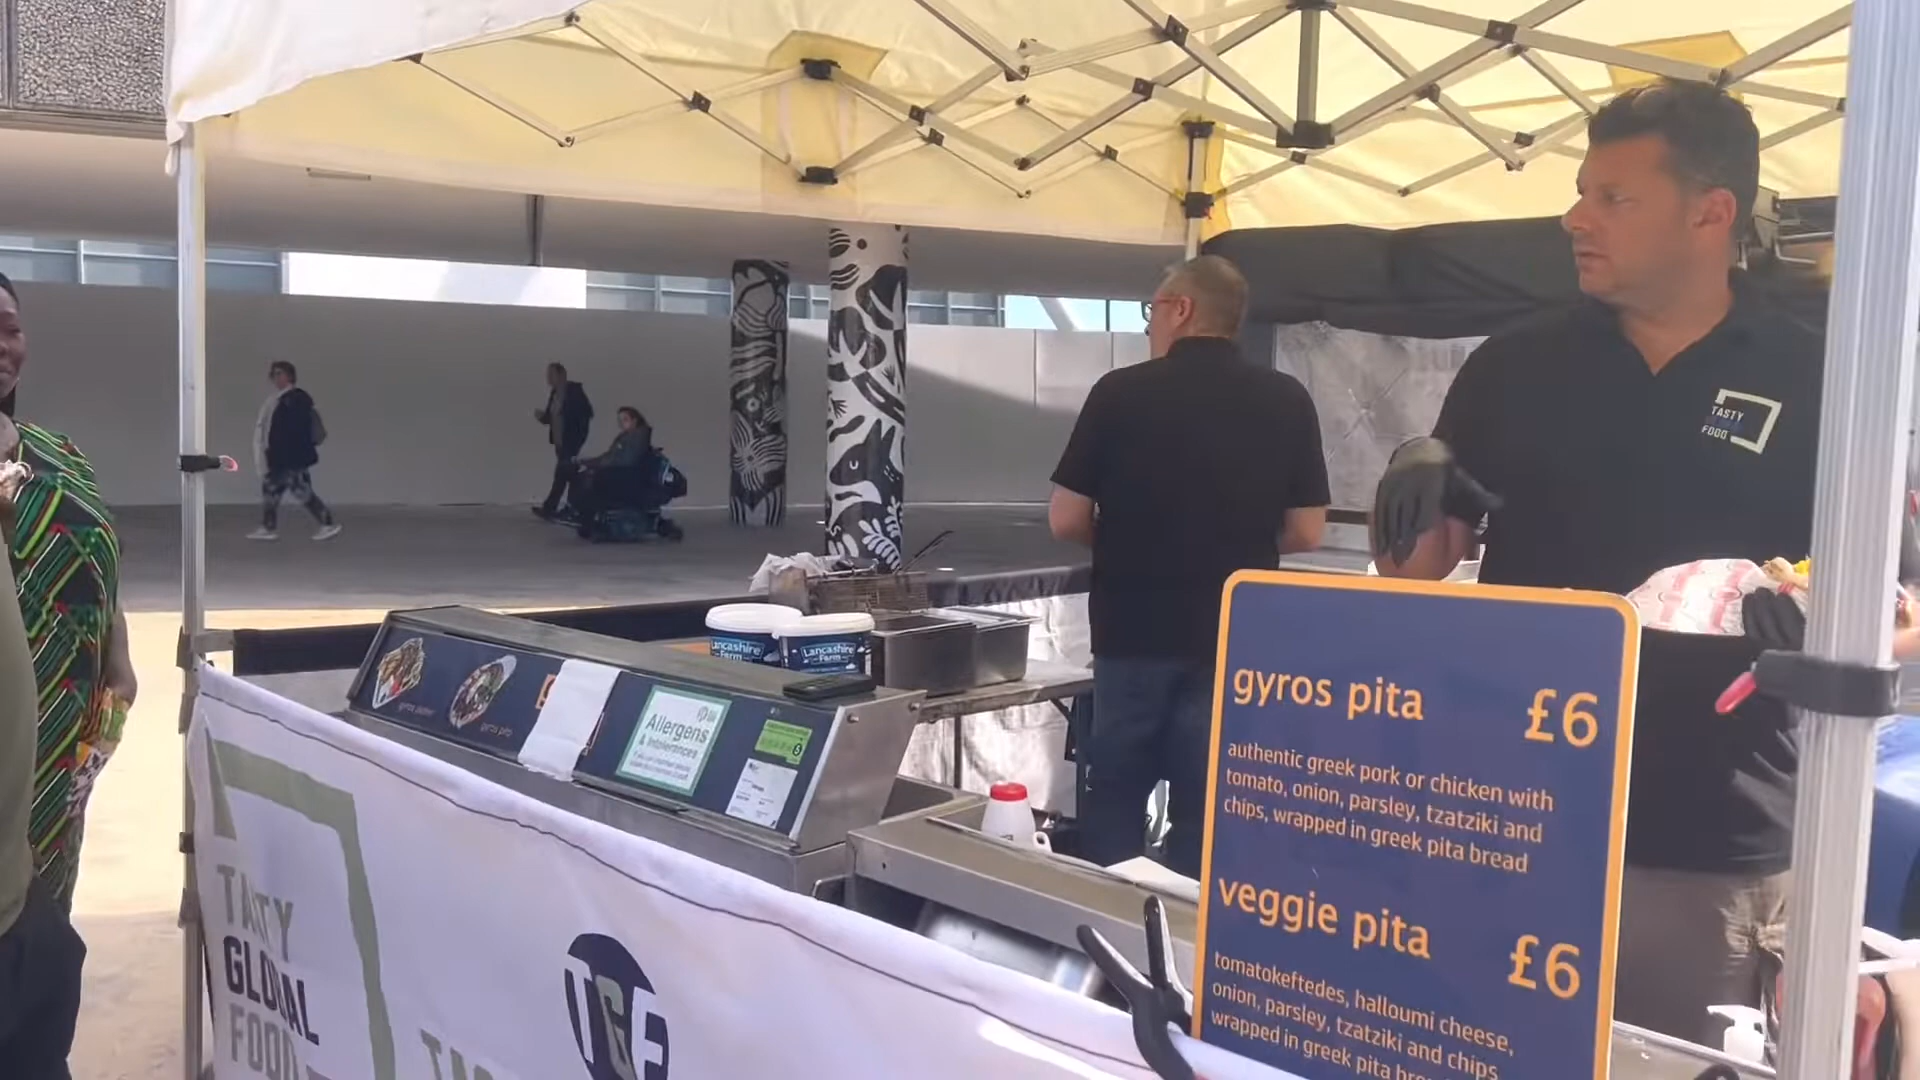 TASTY
FOOD
Lancashire
Farm
Lancashire
Farm
gyros pita
Allergens
& Intolerances
gyros pita £6
authentic greek pork or chicken with
tomato, onion, parsley, tzatziki and
chips, wrapped in greek pita bread
veggie pita £6
tomatokeftedes, halloumi cheese,
onion, parsley, tzatziki and chips
wrapped in greek pita
TASTY
GLOBAL
FOOD
TGF